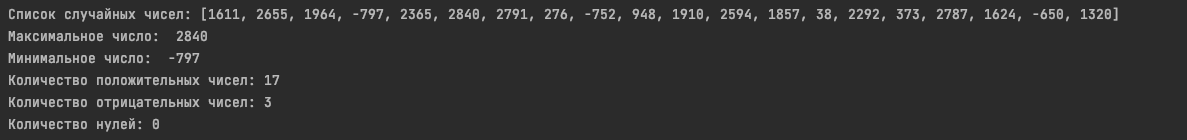 Список случайных чисел: [1611, 2655, 1964, -797, 2365, 2840, 2791, 276, -752, 948, 1910, 2594, 1857, 38, 2292, 373, 2787, 1624, -650, 1320]
Максимальное число:  2840
Минимальное число:  -797
Количество положительных чисел: 17
Количество отрицательных чисел: 3
Количество нулей: 0